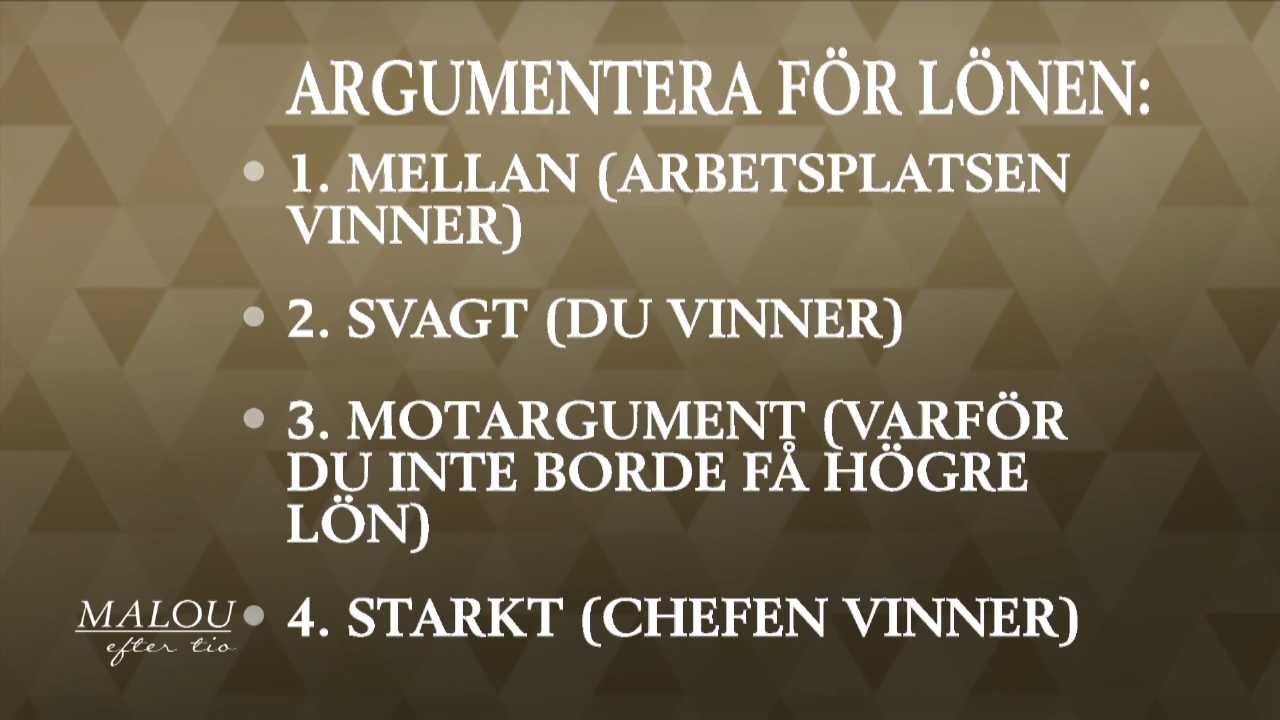 ARGUMENTERA FÖR LÖNEN:
• 1. MELLAN (ARBETSPLATSEN
VINNER)
• 2. SVAGT (DU VINNER)
• 3. MOTARGUMENT (VARFÖR
DU INTE BORDE FÅ HÖGRE
LÖN)
• 4. STARKT (CHEFEN VINNER)
MALOU
efter tio